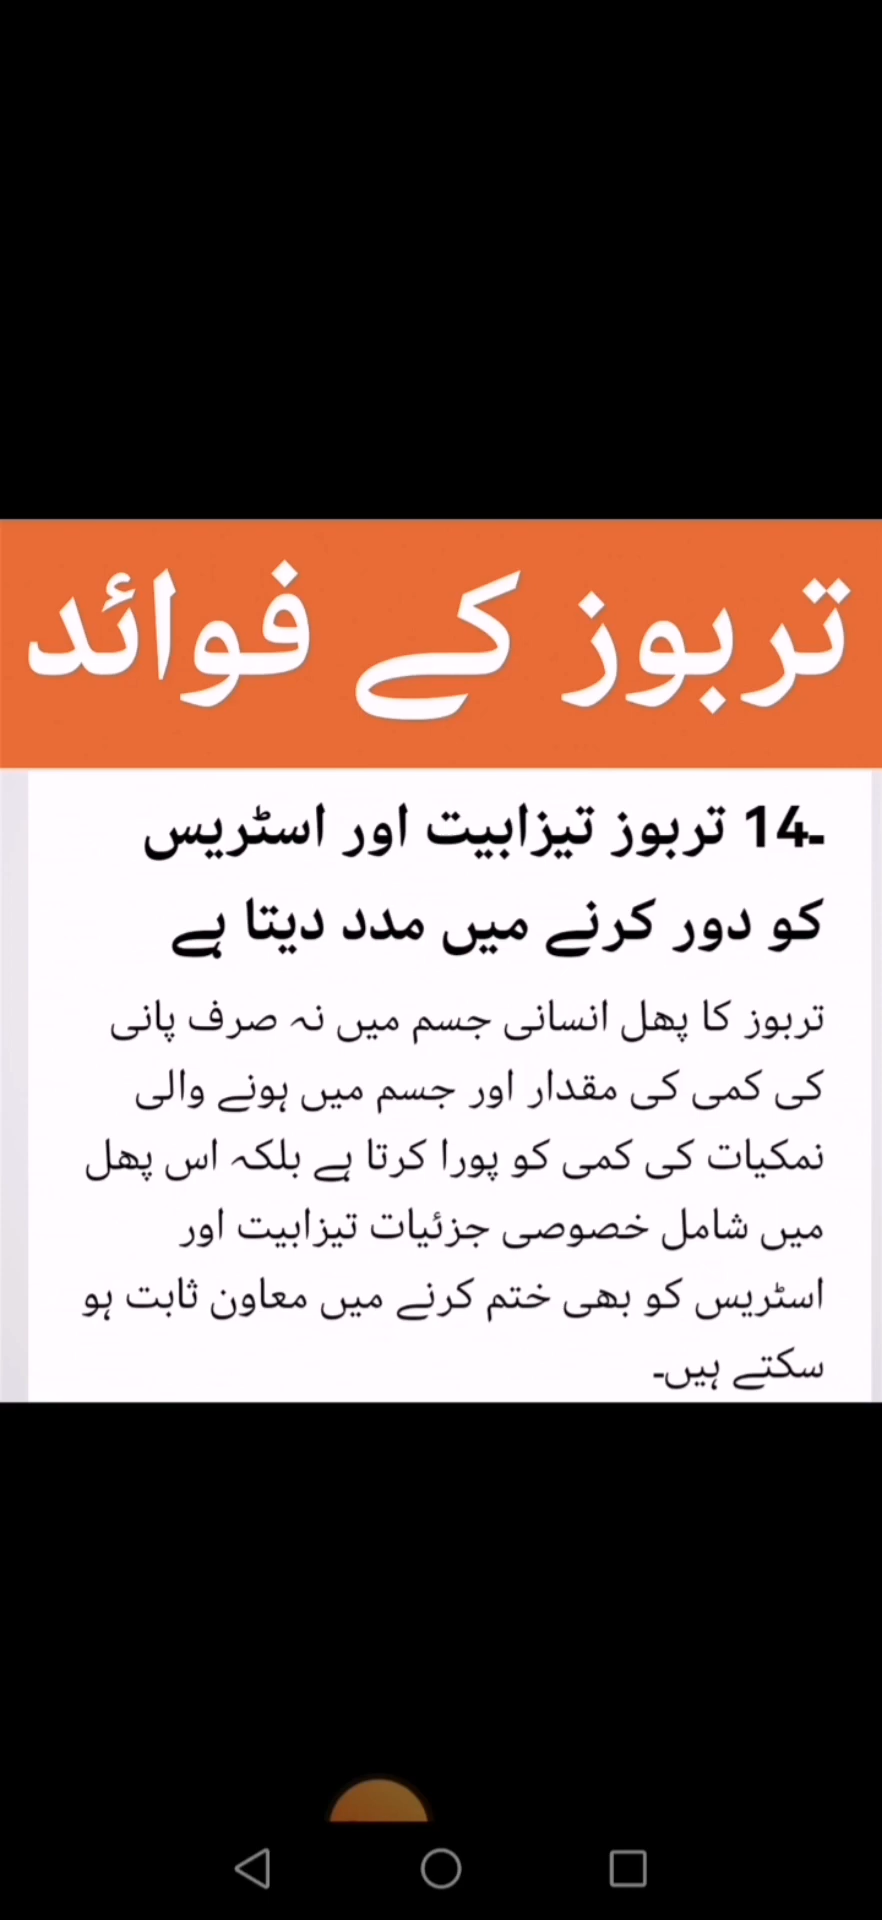 تربوز کے فوائد
14۔ تربوز تیزابیت اور اسٹریس
کو دور کرنے میں مدد دیتا ہے
تربوز کا پھل انسانی جسم میں نہ صرف پانی
کی کمی کی مقدار اور جسم میں ہونے والی
نمکیات کی کمی کو پورا کرتا ہے بلکہ اس پھل
میں شامل خصوصی جزئیات تیزابیت اور
اسٹریس کو بھی ختم کرنے میں معاون ثابت ہو
سکتے ہیں۔